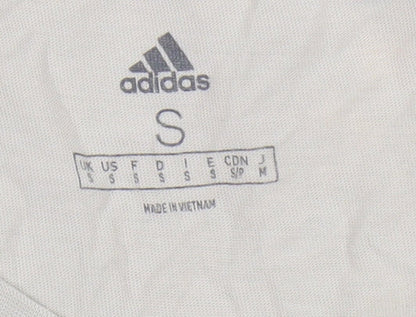 adidas
S
UK US F D I E CDN J
S S S S S S S/P M
MADE IN VIETNAM